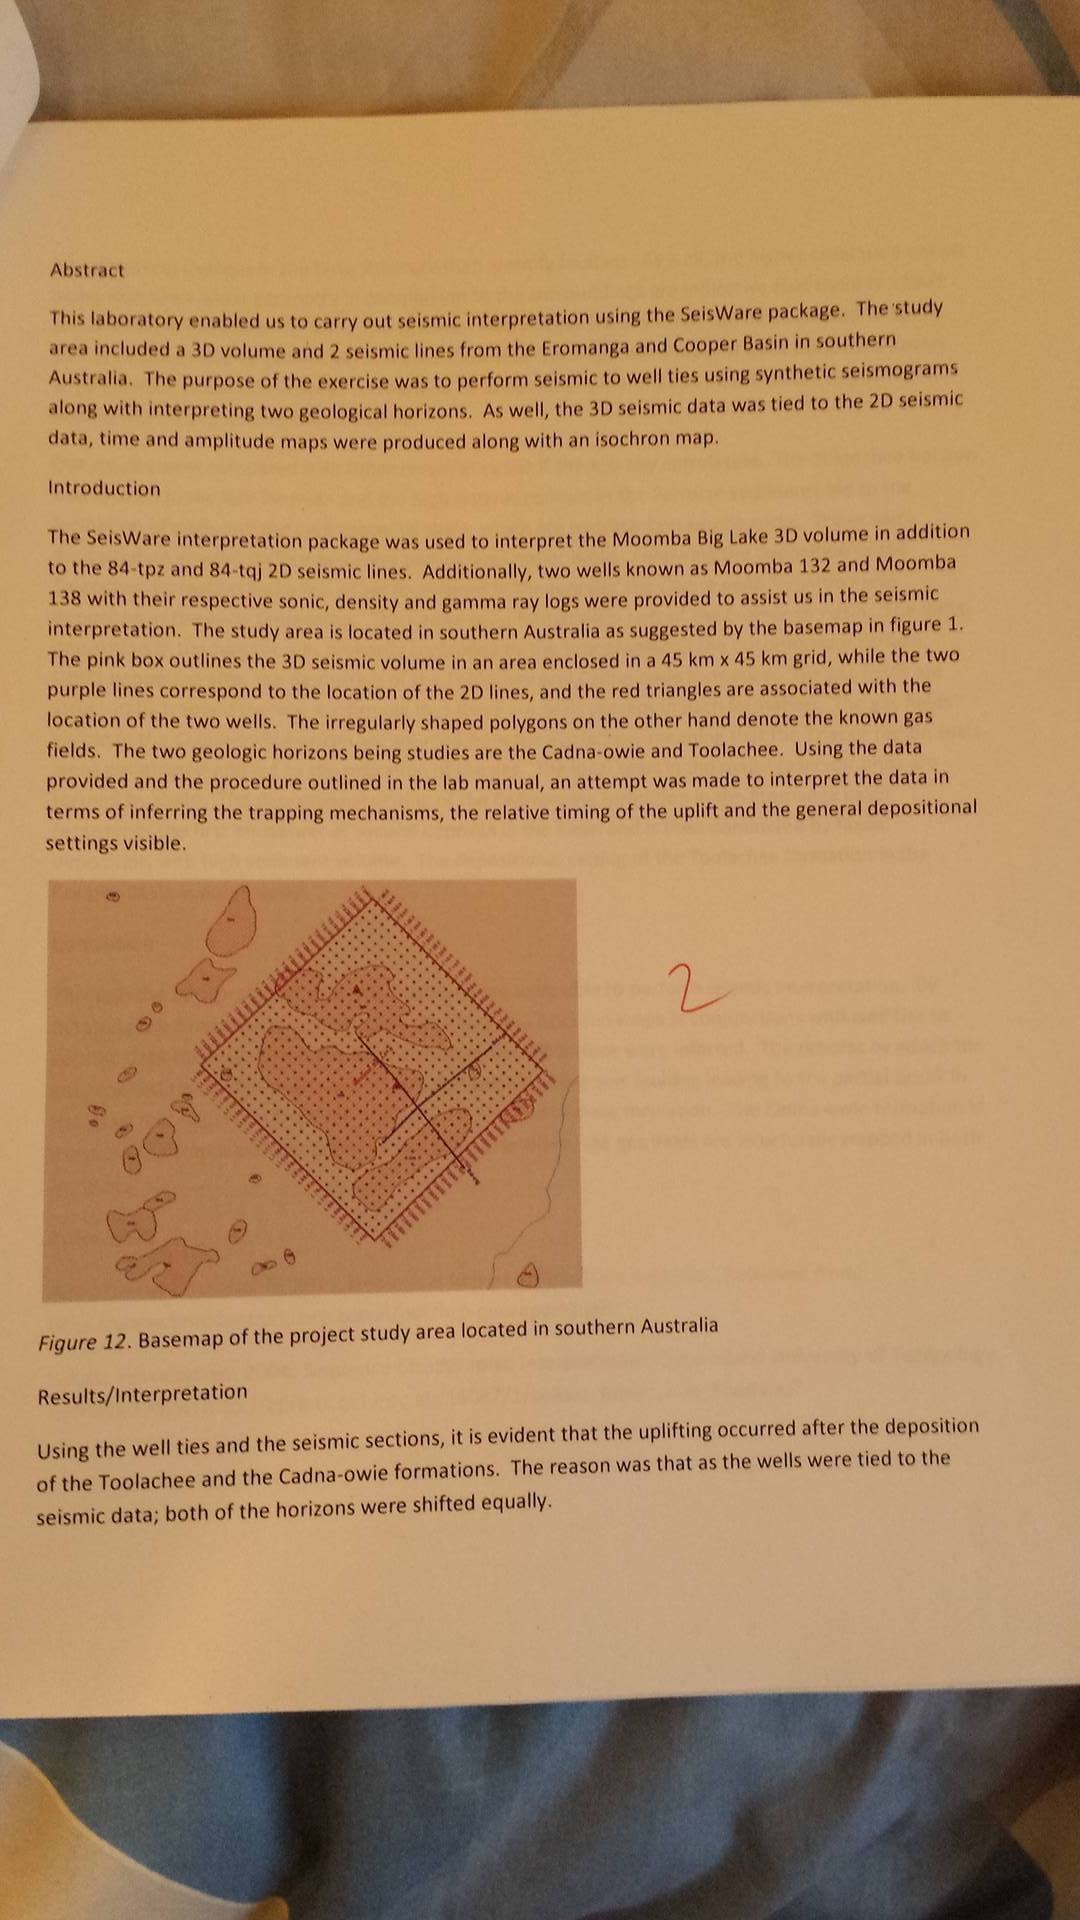 Abstract
This laboratory enabled us to carry out seismic interpretation using the SeisWare package. The study
area included a 3D volume and 2 seismic lines from the Eromanga and Cooper Basin in southern
Australia. The purpose of the exercise was to perform seismic to well ties using synthetic seismograms
along with interpreting two geological horizons. As well, the 3D seismic data was tied to the 2D seismic
data, time and amplitude maps were produced along with an isochron map.
Introduction
The SeisWare interpretation package was used to interpret the Moomba Big Lake 3D volume in addition
to the 84-tpz and 84-tqj 2D seismic lines. Additionally, two wells known as Moomba 132 and Moomba
138 with their respective sonic, density and gamma ray logs were provided to assist us in the seismic
interpretation. The study area is located in southern Australia as suggested by the basemap in figure 1.
The pink box outlines the 3D seismic volume in an area enclosed in a 45 km x 45 km grid, while the two
purple lines correspond to the location of the 2D lines, and the red triangles are associated with the
location of the two wells. The irregularly shaped polygons on the other hand denote the known gas
fields. The two geologic horizons being studies are the Cadna-owie and Toolachee. Using the data
provided and the procedure outlined in the lab manual, an attempt was made to interpret the data in
terms of inferring the trapping mechanisms, the relative timing of the uplift and the general depositional
settings visible.
2
Figure 12. Basemap of the project study area located in southern Australia
Results/Interpretation
Using the well ties and the seismic sections, it is evident that the uplifting occurred after the deposition
of the Toolachee and the Cadna-owie formations. The reason was that as the wells were tied to the
seismic data; both of the horizons were shifted equally.